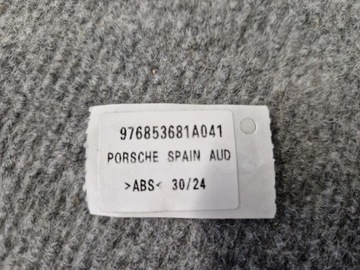 976853681A041
PORSCHE SPAIN AUD
>ABS< 30/24